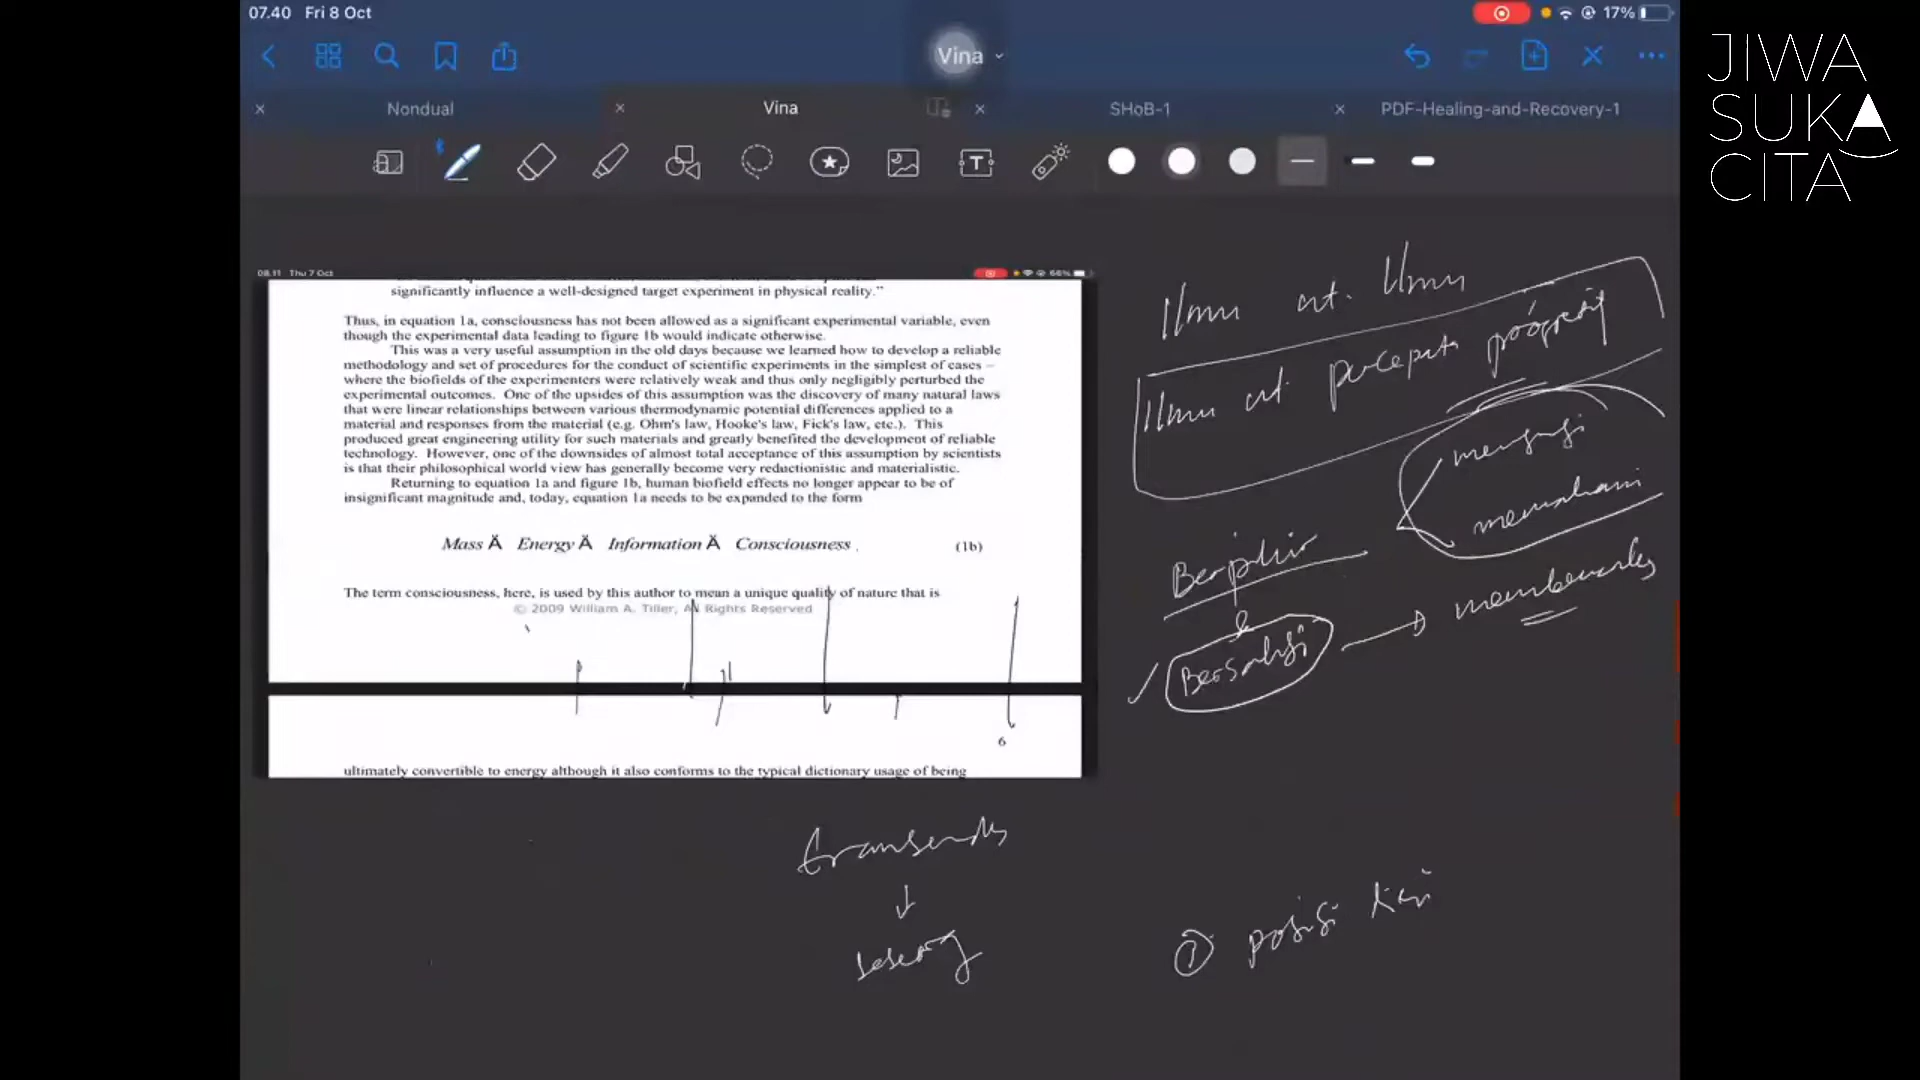 07.40 Fri 8 Oct
17%
Vina
Nondual
Vina
SHoB-1
PDF-Healing-and-Recovery-1
JIWA
SUKA
CITA
08.11 Thu 7 Oct
66%
significantly influence a well-designed target experiment in physical reality."
Thus, in equation 1a, consciousness has not been allowed as a significant experimental variable, even
though the experimental data leading to figure 1b would indicate otherwise.
This was a very useful assumption in the old days because we learned how to develop a reliable
methodology and set of procedures for the conduct of scientific experiments in the simplest of cases –
where the biofields of the experimenters were relatively weak and thus only negligibly perturbed the
experimental outcomes. One of the upsides of this assumption was the discovery of many natural laws
that were linear relationships between various thermodynamic potential differences applied to a
material and responses from the material (e.g. Ohm's law, Hooke's law, Fick's law, etc.). This
produced great engineering utility for such materials and greatly benefited the development of reliable
technology. However, one of the downsides of almost total acceptance of this assumption by scientists
is that their philosophical world view has generally become very reductionistic and materialistic.
Returning to equation 1a and figure 1b, human biofield effects no longer appear to be of
insignificant magnitude and, today, equation 1a needs to be expanded to the form
Mass Ä Energy Ä Information Ä Consciousness . (1b)
The term consciousness, here, is used by this author to mean a unique quality of nature that is
© 2009 William A. Tiller, All Rights Reserved
6
ultimately convertible to energy although it also conforms to the typical dictionary usage of being
Ilmu Ilmu
Ilmu
memahami
Berpikir
&
① posisi kiri